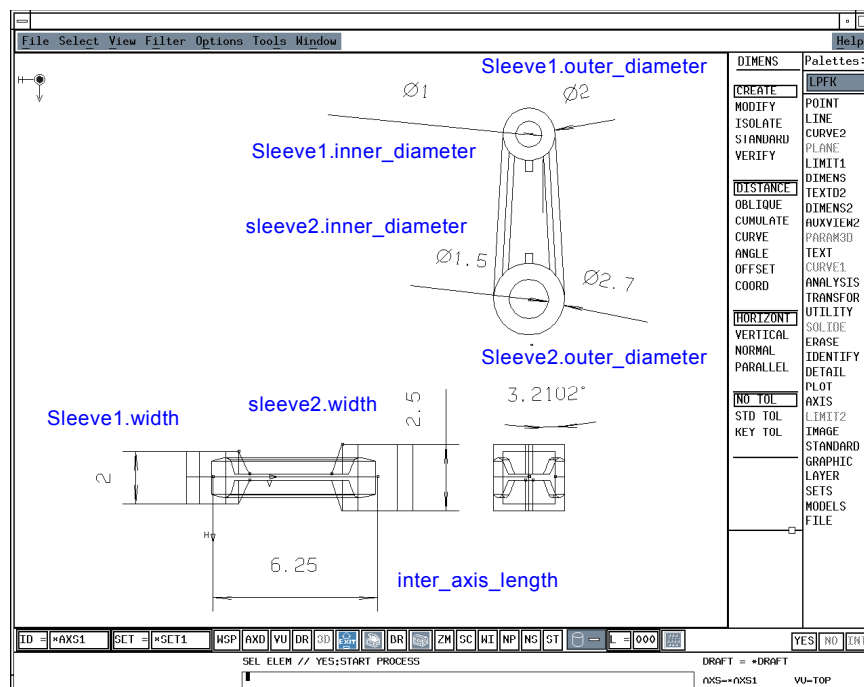 File Select View Filter Options Tools Window Help
Sleeve1.outer_diameter
Ø1
Ø2
Sleeve1.inner_diameter
sleeve2.inner_diameter
Ø1.5
Ø2.7
Sleeve2.outer_diameter
Sleeve1.width
sleeve2.width
2.5
3.2102°
2
H
V
H
6.25
inter_axis_length
DIMENS
CREATE
MODIFY
ISOLATE
STANDARD
VERIFY
DISTANCE
OBLIQUE
CUMULATE
CURVE
ANGLE
OFFSET
COORD
HORIZONT
VERTICAL
NORMAL
PARALLEL
NO TOL
STD TOL
KEY TOL
Palettes:
LPFK
POINT
LINE
CURVE2
PLANE
LIMIT1
DIMENS
TEXTD2
DIMENS2
AUXVIEW2
PARAM3D
TEXT
CURVE1
ANALYSIS
TRANSFOR
UTILITY
SOLIDE
ERASE
IDENTIFY
DETAIL
PLOT
AXIS
LIMIT2
IMAGE
STANDARD
GRAPHIC
LAYER
SETS
MODELS
FILE
ID = *AXS1 SET = *SET1 WSP AXD VU DR 3D EXIT BR ZM SC WI NP NS ST L = 000 YES NO INT
SEL ELEM // YES:START PROCESS
DRAFT = *DRAFT
AXS=*AXS1 VU=TOP